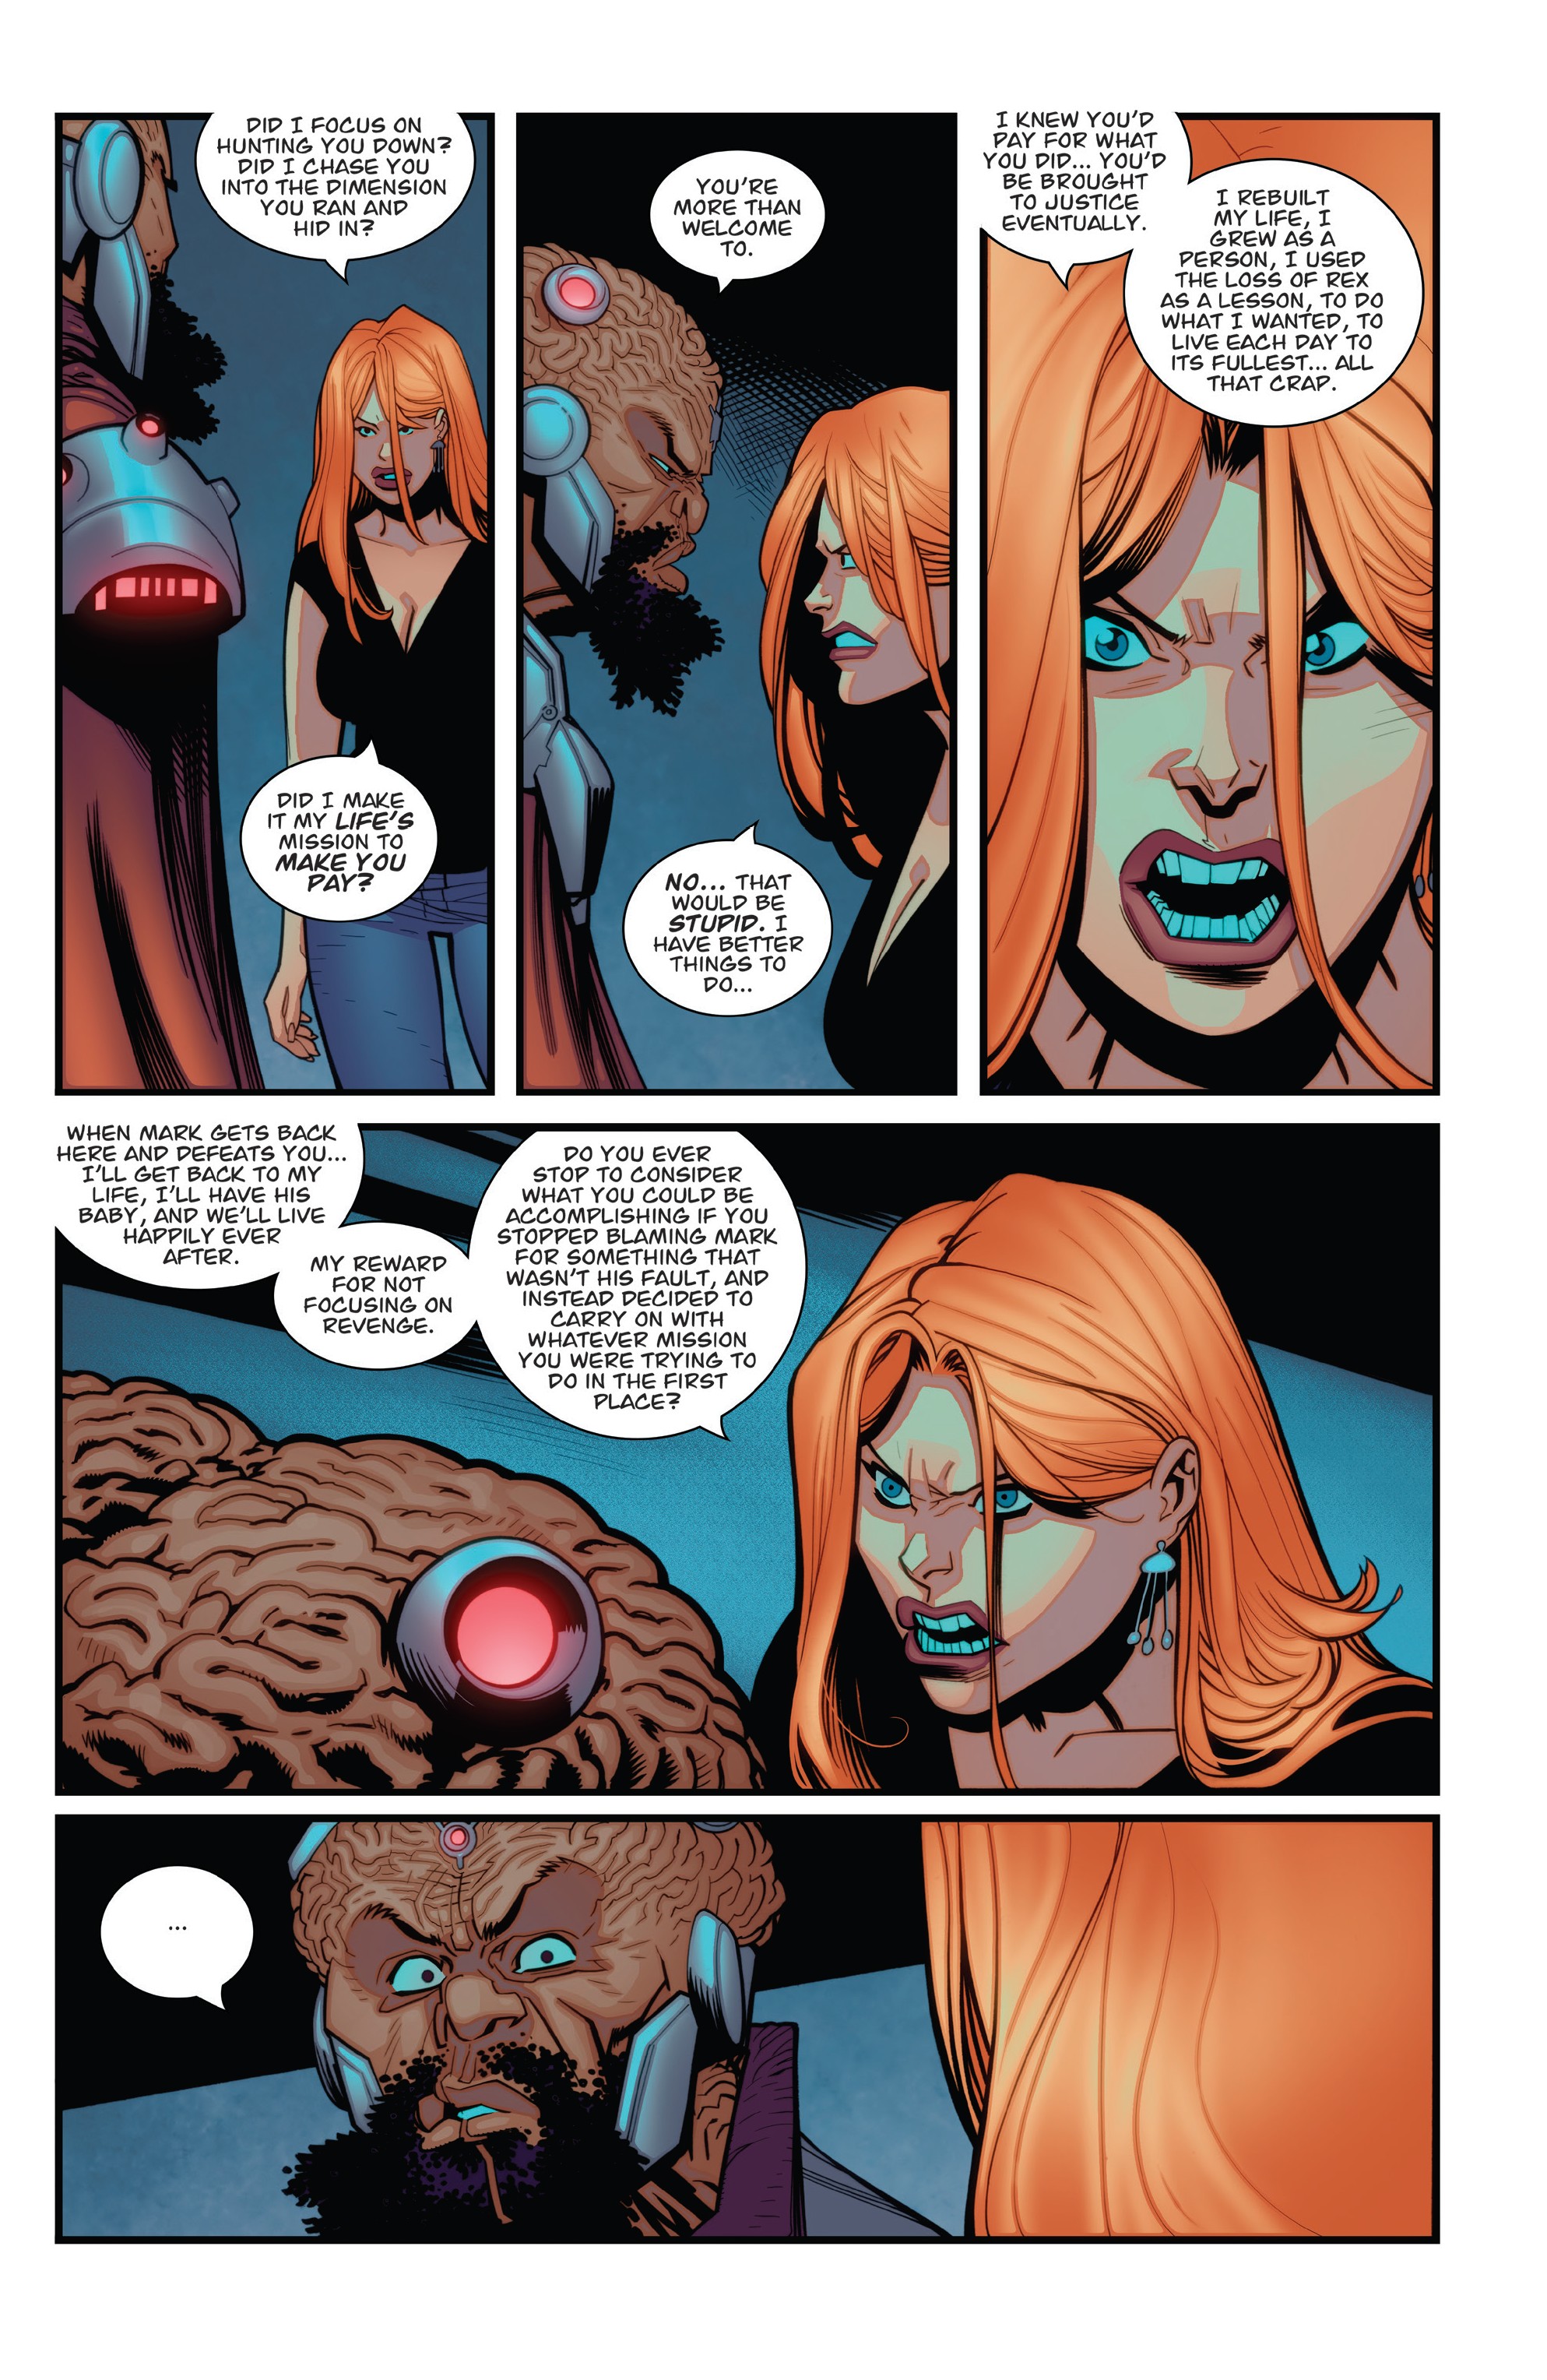 DID I FOCUS ON
HUNTING YOU DOWN?
DID I CHASE YOU
INTO THE DIMENSION
YOU RAN AND
HID IN?
DID I MAKE
IT MY LIFE'S
MISSION TO
MAKE YOU
PAY?
YOU'RE
MORE THAN
WELCOME
TO.
NO... THAT
WOULD BE
STUPID. I
HAVE BETTER
THINGS TO
DO...
I KNEW YOU'D
PAY FOR WHAT
YOU DID... YOU'D
BE BROUGHT
TO JUSTICE
EVENTUALLY.
I REBUILT
MY LIFE, I
GREW AS A
PERSON, I USED
THE LOSS OF REX
AS A LESSON, TO DO
WHAT I WANTED, TO
LIVE EACH DAY TO
ITS FULLEST... ALL
THAT CRAP.
WHEN MARK GETS BACK
HERE AND DEFEATS YOU...
I'LL GET BACK TO MY
LIFE, I'LL HAVE HIS
BABY, AND WE'LL LIVE
HAPPILY EVER
AFTER.
MY REWARD
FOR NOT
FOCUSING ON
REVENGE.
DO YOU EVER
STOP TO CONSIDER
WHAT YOU COULD BE
ACCOMPLISHING IF YOU
STOPPED BLAMING MARK
FOR SOMETHING THAT
WASN'T HIS FAULT, AND
INSTEAD DECIDED TO
CARRY ON WITH
WHATEVER MISSION
YOU WERE TRYING TO
DO IN THE FIRST
PLACE?
...